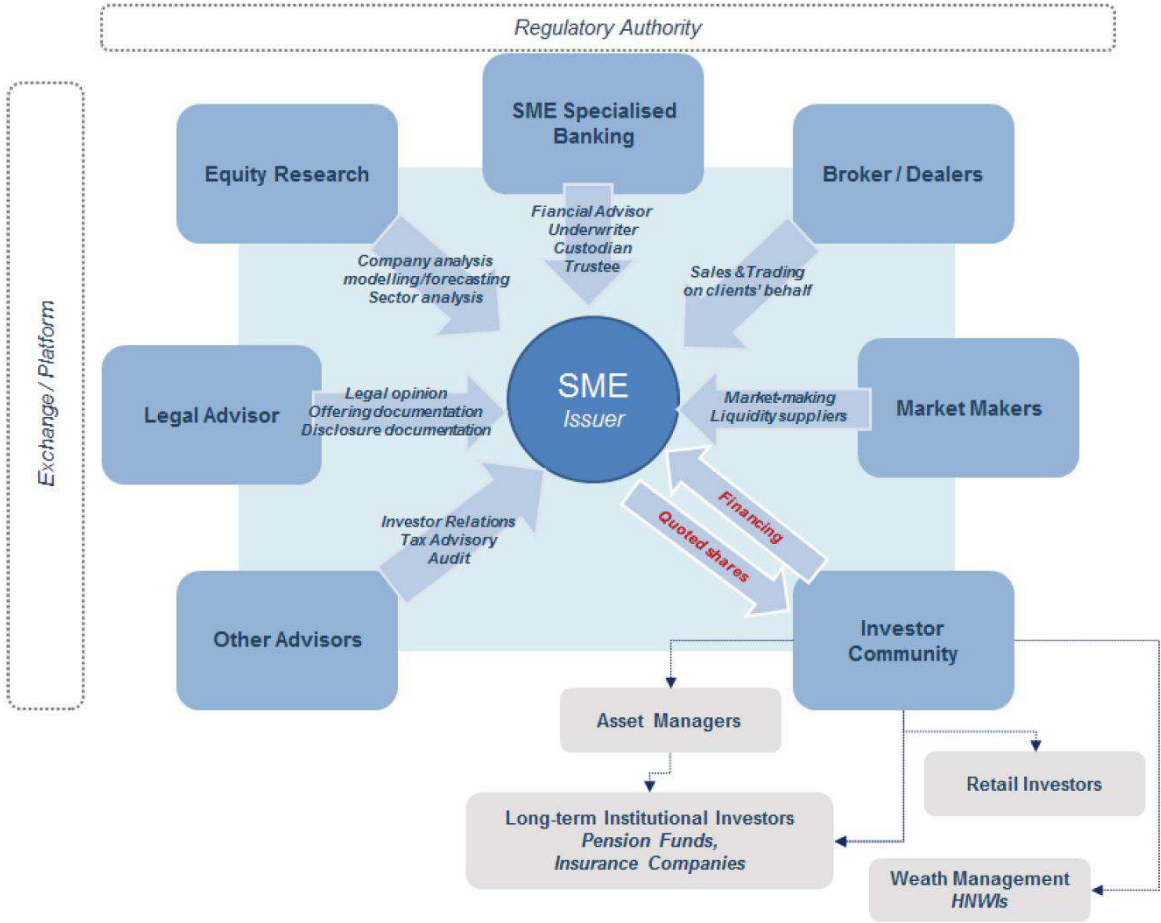 Regulatory Authority
Exchange / Platform
SME Specialised
Banking
Equity Research
Broker / Dealers
Fiancial Advisor
Underwriter
Custodian
Trustee
Company analysis
modelling/forecasting
Sector analysis
Sales & Trading
on clients' behalf
SME
Issuer
Legal Advisor
Legal opinion
Offering documentation
Disclosure documentation
Market-making
Liquidity suppliers
Market Makers
Investor Relations
Tax Advisory
Audit
Financing
Quoted shares
Other Advisors
Investor
Community
Asset Managers
Retail Investors
Long-term Institutional Investors
Pension Funds,
Insurance Companies
Weath Management
HNWIs